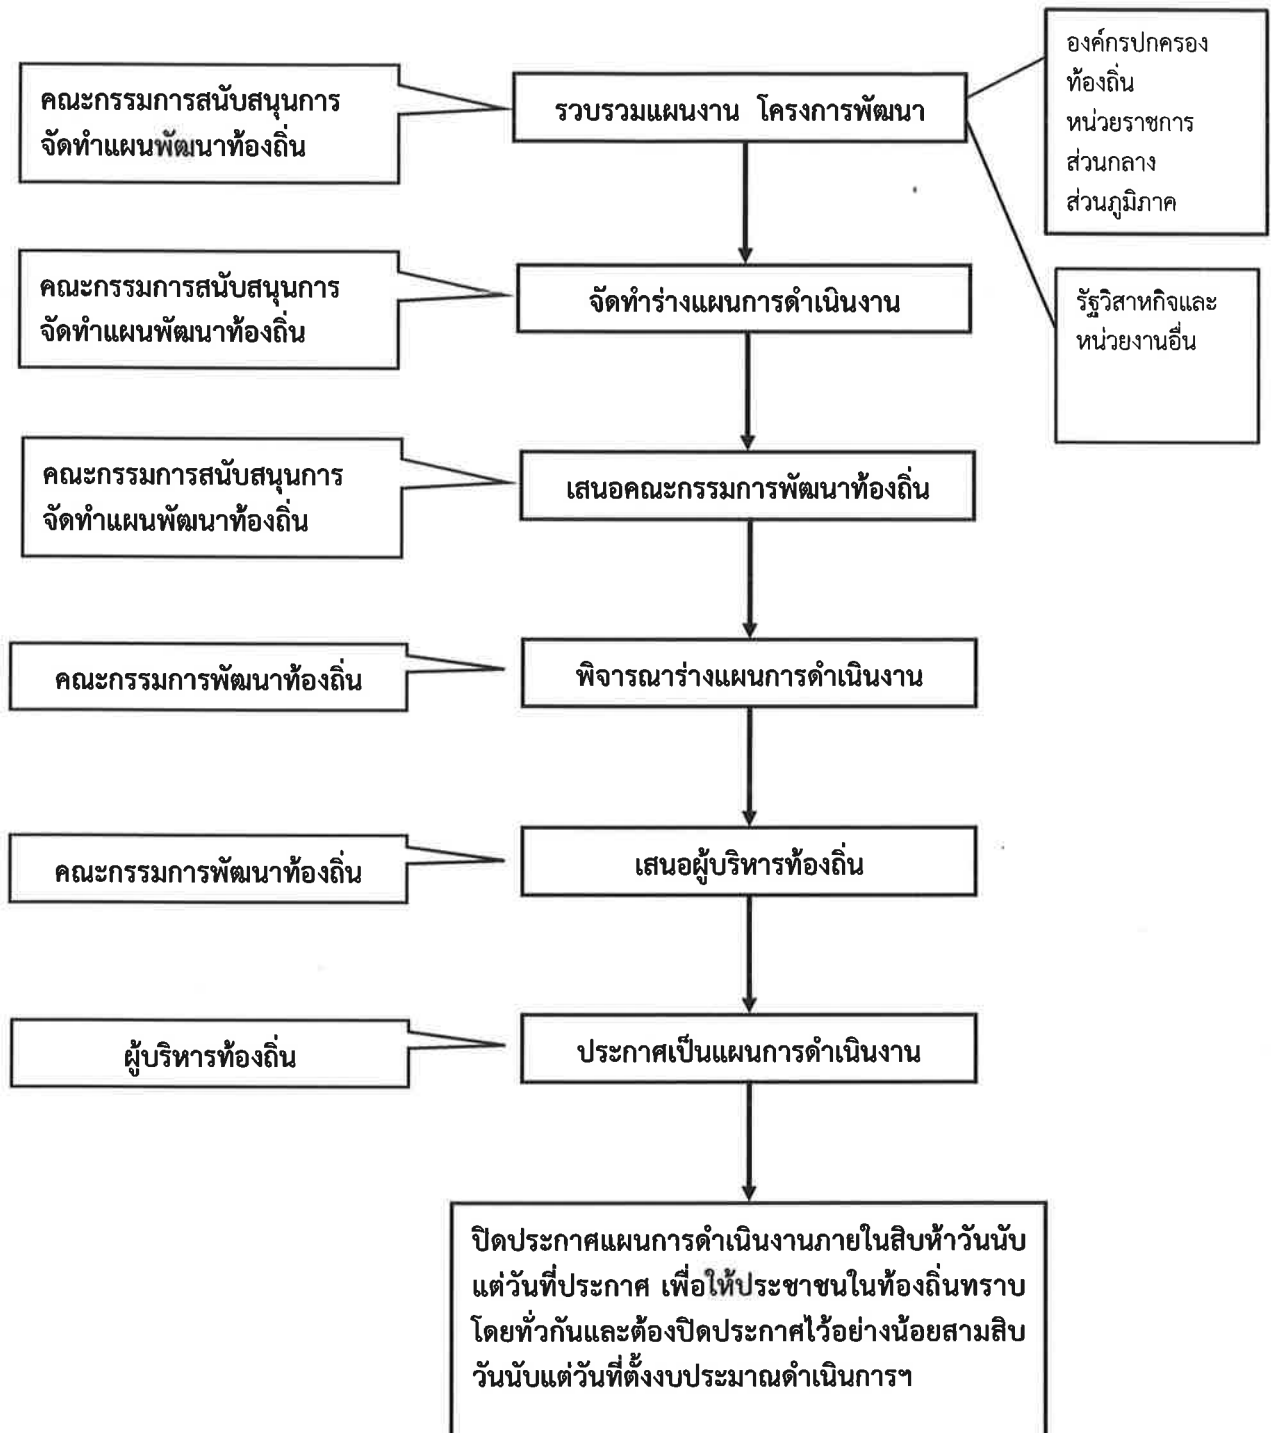 องค์กรปกครอง
ท้องถิ่น
หน่วยราชการ
ส่วนกลาง
ส่วนภูมิภาค
คณะกรรมการสนับสนุนการ
จัดทำแผนพัฒนาท้องถิ่น
รวบรวมแผนงาน โครงการพัฒนา
คณะกรรมการสนับสนุนการ
จัดทำแผนพัฒนาท้องถิ่น
จัดทำร่างแผนการดำเนินงาน
รัฐวิสาหกิจและ
หน่วยงานอื่น
คณะกรรมการสนับสนุนการ
จัดทำแผนพัฒนาท้องถิ่น
เสนอคณะกรรมการพัฒนาท้องถิ่น
คณะกรรมการพัฒนาท้องถิ่น
พิจารณาร่างแผนการดำเนินงาน
คณะกรรมการพัฒนาท้องถิ่น
เสนอผู้บริหารท้องถิ่น
ผู้บริหารท้องถิ่น
ประกาศเป็นแผนการดำเนินงาน
ปิดประกาศแผนการดำเนินงานภายในสิบห้าวันนับ
แต่วันที่ประกาศ เพื่อให้ประชาชนในท้องถิ่นทราบ
โดยทั่วกันและต้องปิดประกาศไว้อย่างน้อยสามสิบ
วันนับแต่วันที่ตั้งงบประมาณดำเนินการฯ